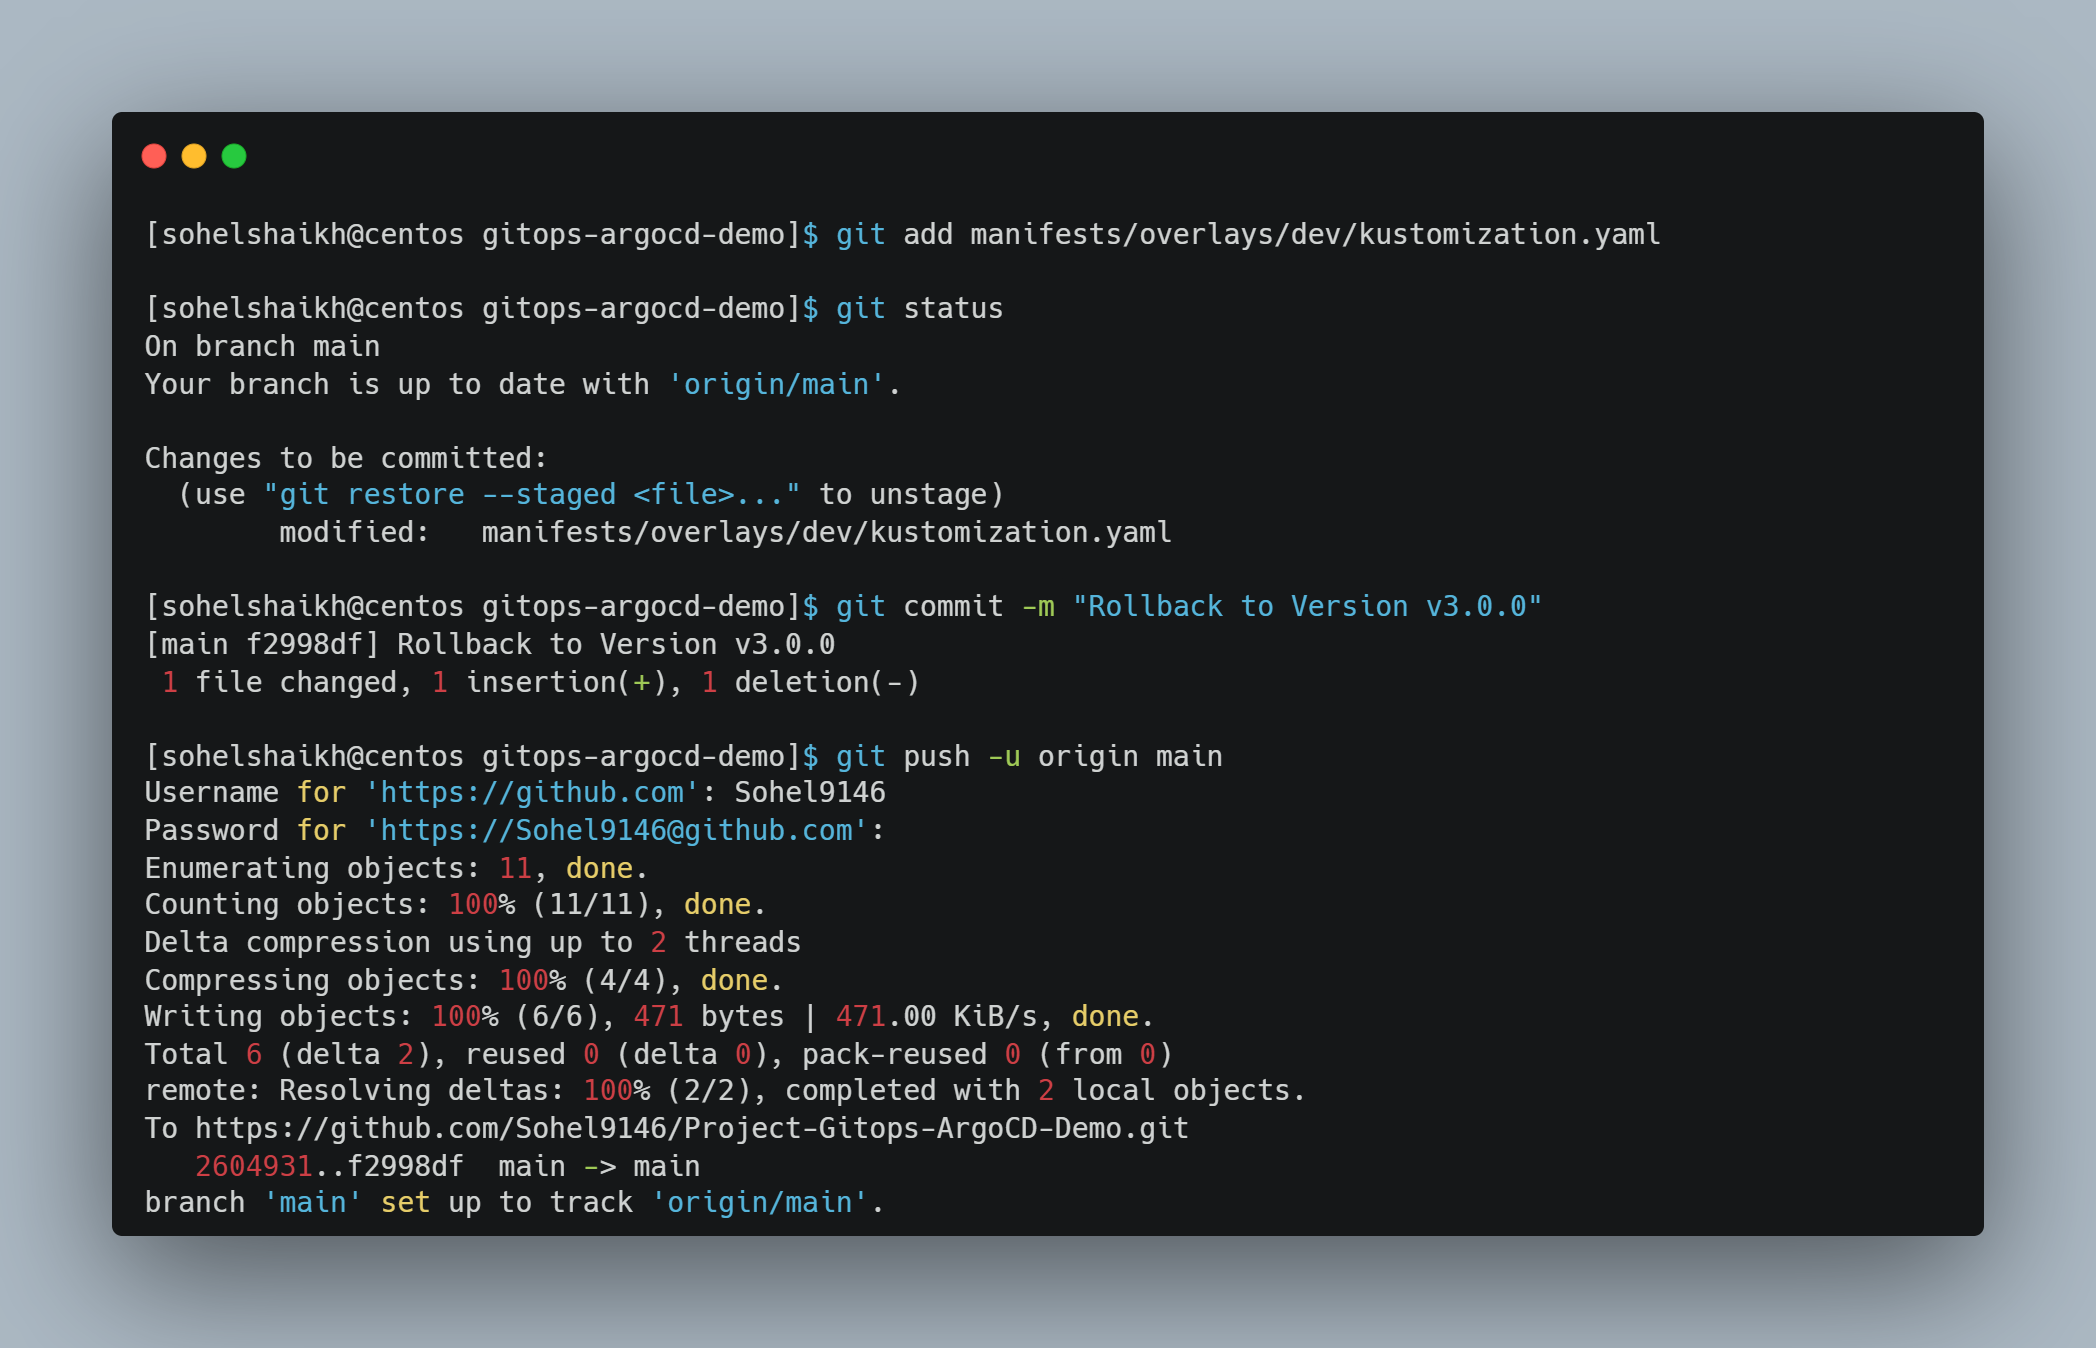 [sohelshaikh@centos gitops-argocd-demo]$ git add manifests/overlays/dev/kustomization.yaml
[sohelshaikh@centos gitops-argocd-demo]$ git status
On branch main
Your branch is up to date with 'origin/main'.
Changes to be committed:
  (use "git restore --staged <file>..." to unstage)
        modified:   manifests/overlays/dev/kustomization.yaml
[sohelshaikh@centos gitops-argocd-demo]$ git commit -m "Rollback to Version v3.0.0"
[main f2998df] Rollback to Version v3.0.0
 1 file changed, 1 insertion(+), 1 deletion(-)
[sohelshaikh@centos gitops-argocd-demo]$ git push -u origin main
Username for 'https://github.com': Sohel9146
Password for 'https://Sohel9146@github.com':
Enumerating objects: 11, done.
Counting objects: 100% (11/11), done.
Delta compression using up to 2 threads
Compressing objects: 100% (4/4), done.
Writing objects: 100% (6/6), 471 bytes | 471.00 KiB/s, done.
Total 6 (delta 2), reused 0 (delta 0), pack-reused 0 (from 0)
remote: Resolving deltas: 100% (2/2), completed with 2 local objects.
To https://github.com/Sohel9146/Project-Gitops-ArgoCD-Demo.git
   2604931..f2998df  main -> main
branch 'main' set up to track 'origin/main'.